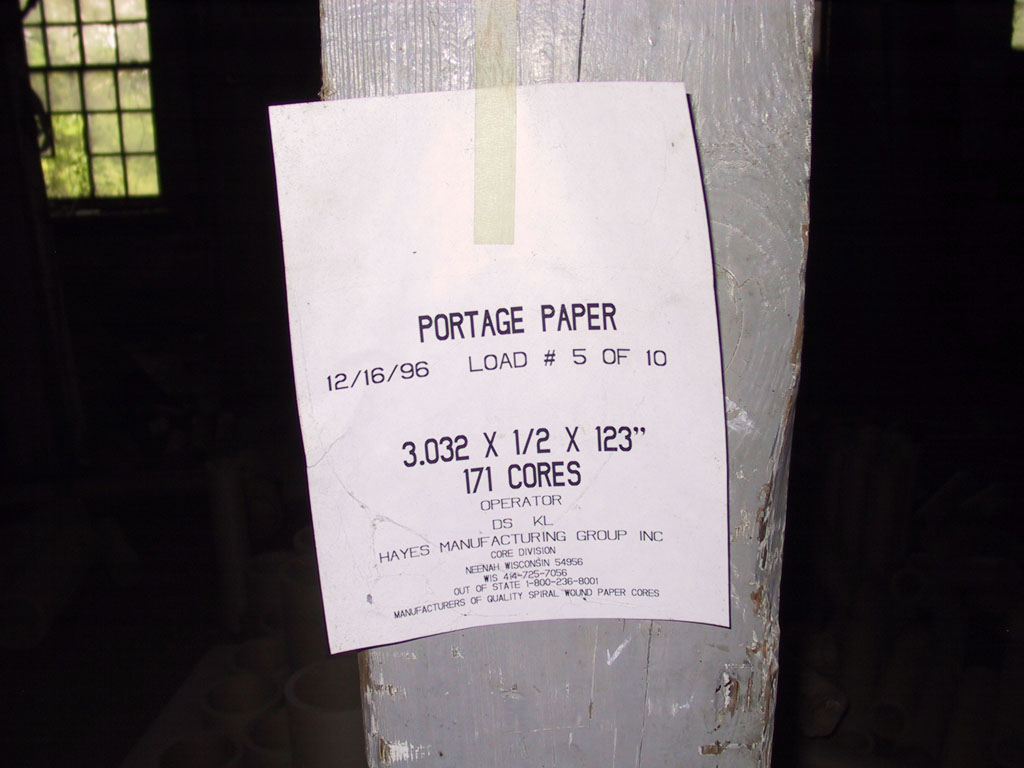 PORTAGE PAPER
12/16/96 LOAD # 5 OF 10
3.032 X 1/2 X 123"
171 CORES
OPERATOR
DS KL
HAYES MANUFACTURING GROUP INC
CORE DIVISION
NEENAH WISCONSIN 54956
WIS 414-725-7056
OUT OF STATE 1-800-236-8001
MANUFACTURERS OF QUALITY SPIRAL WOUND PAPER CORES